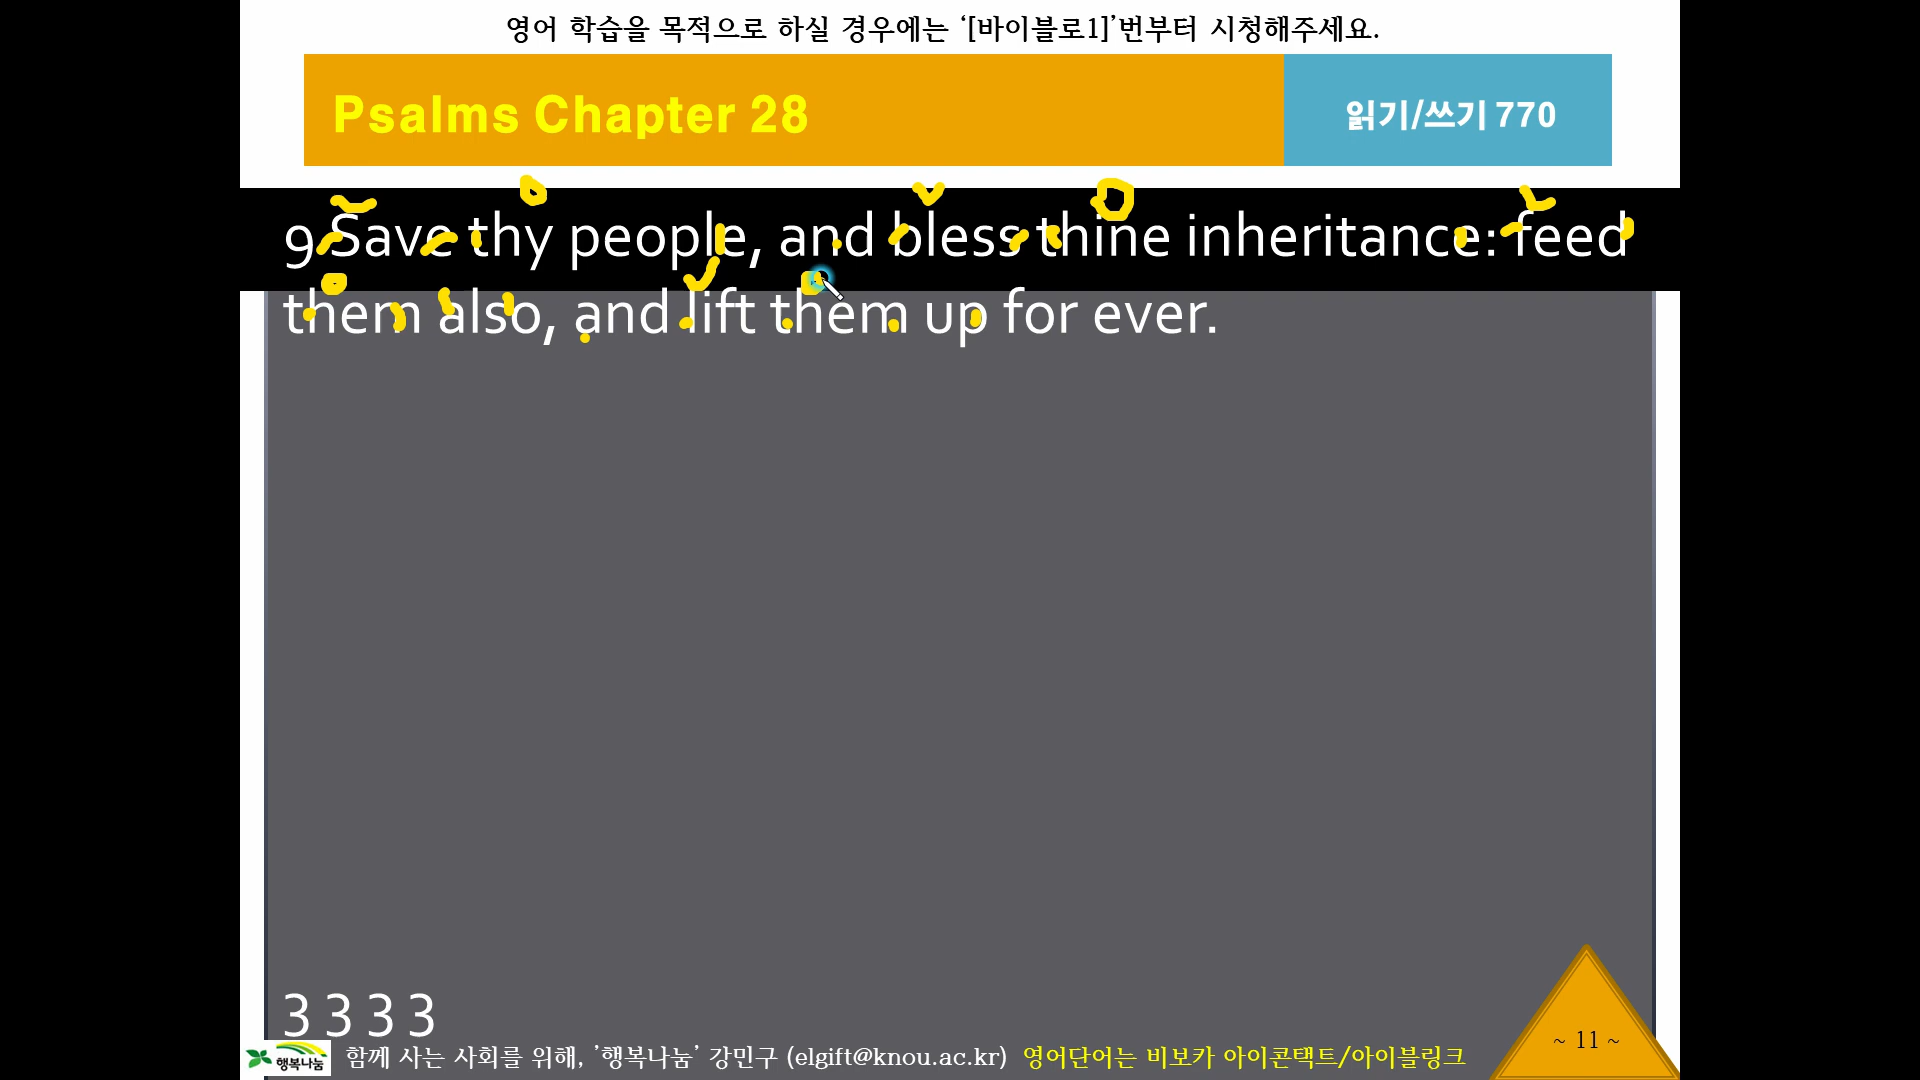 영어 학습을 목적으로 하실 경우에는 ‘[바이블로1]’번부터 시청해주세요.
Psalms Chapter 28
읽기/쓰기 770
9 Save thy people, and bless thine inheritance: feed
them also, and lift them up for ever.
3 3 3 3
~ 11 ~
행복나눔 함께 사는 사회를 위해, ’행복나눔’ 강민구 (elgift@knou.ac.kr) 영어단어는 비보카 아이콘택트/아이블링크